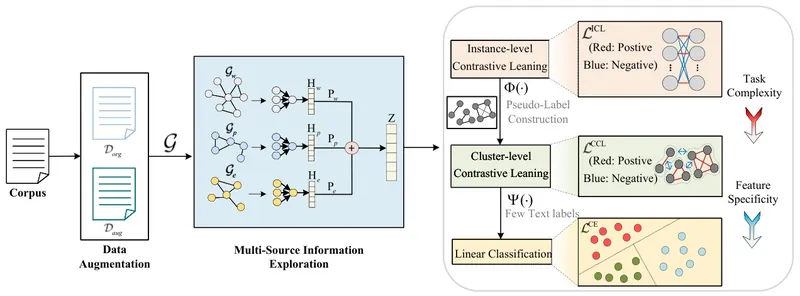 Corpus
D_org
D_aug
Data
Augmentation
G
G_w
H_w
P_w
G_p
H_p
P_p
G_e
H_e
P_e
+
Z
Multi-Source Information
Exploration
Instance-level
Contrastive Leaning
Φ(·)
Pseudo-Label
Construction
Cluster-level
Contrastive Leaning
Ψ(·)
Few Text labels
Linear Classification
L^ICL
(Red: Postive
Blue: Negative)
L^CCL
(Red: Postive
Blue: Negative)
L^CE
Task
Complexity
Feature
Specificity